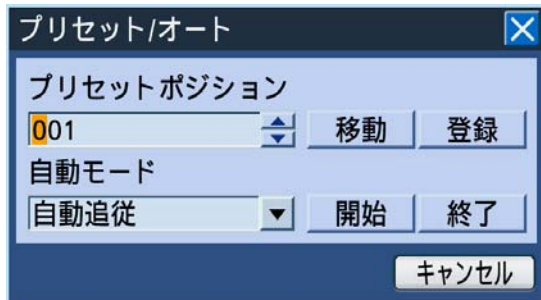 プリセット/オート
プリセットポジション
001 移動 登録
自動モード
自動追従 開始 終了
キャンセル